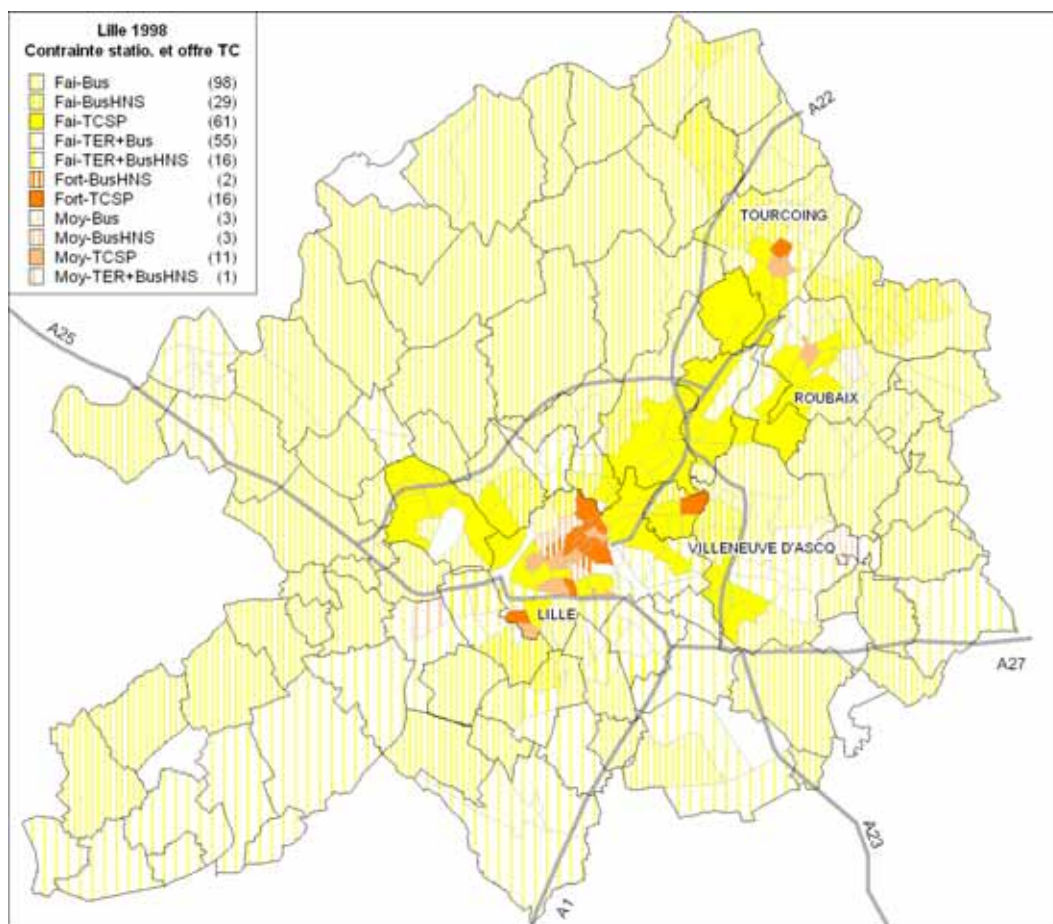 Lille 1998
Contrainte statio. et offre TC
Fai-Bus (98)
Fai-BusHNS (29)
Fai-TCSP (61)
Fai-TER+Bus (55)
Fai-TER+BusHNS (16)
Fort-BusHNS (2)
Fort-TCSP (16)
Moy-Bus (3)
Moy-BusHNS (3)
Moy-TCSP (11)
Moy-TER+BusHNS (1)
A22
TOURCOING
A25
ROUBAIX
VILLENEUVE D'ASCQ
LILLE
A27
A23
A1